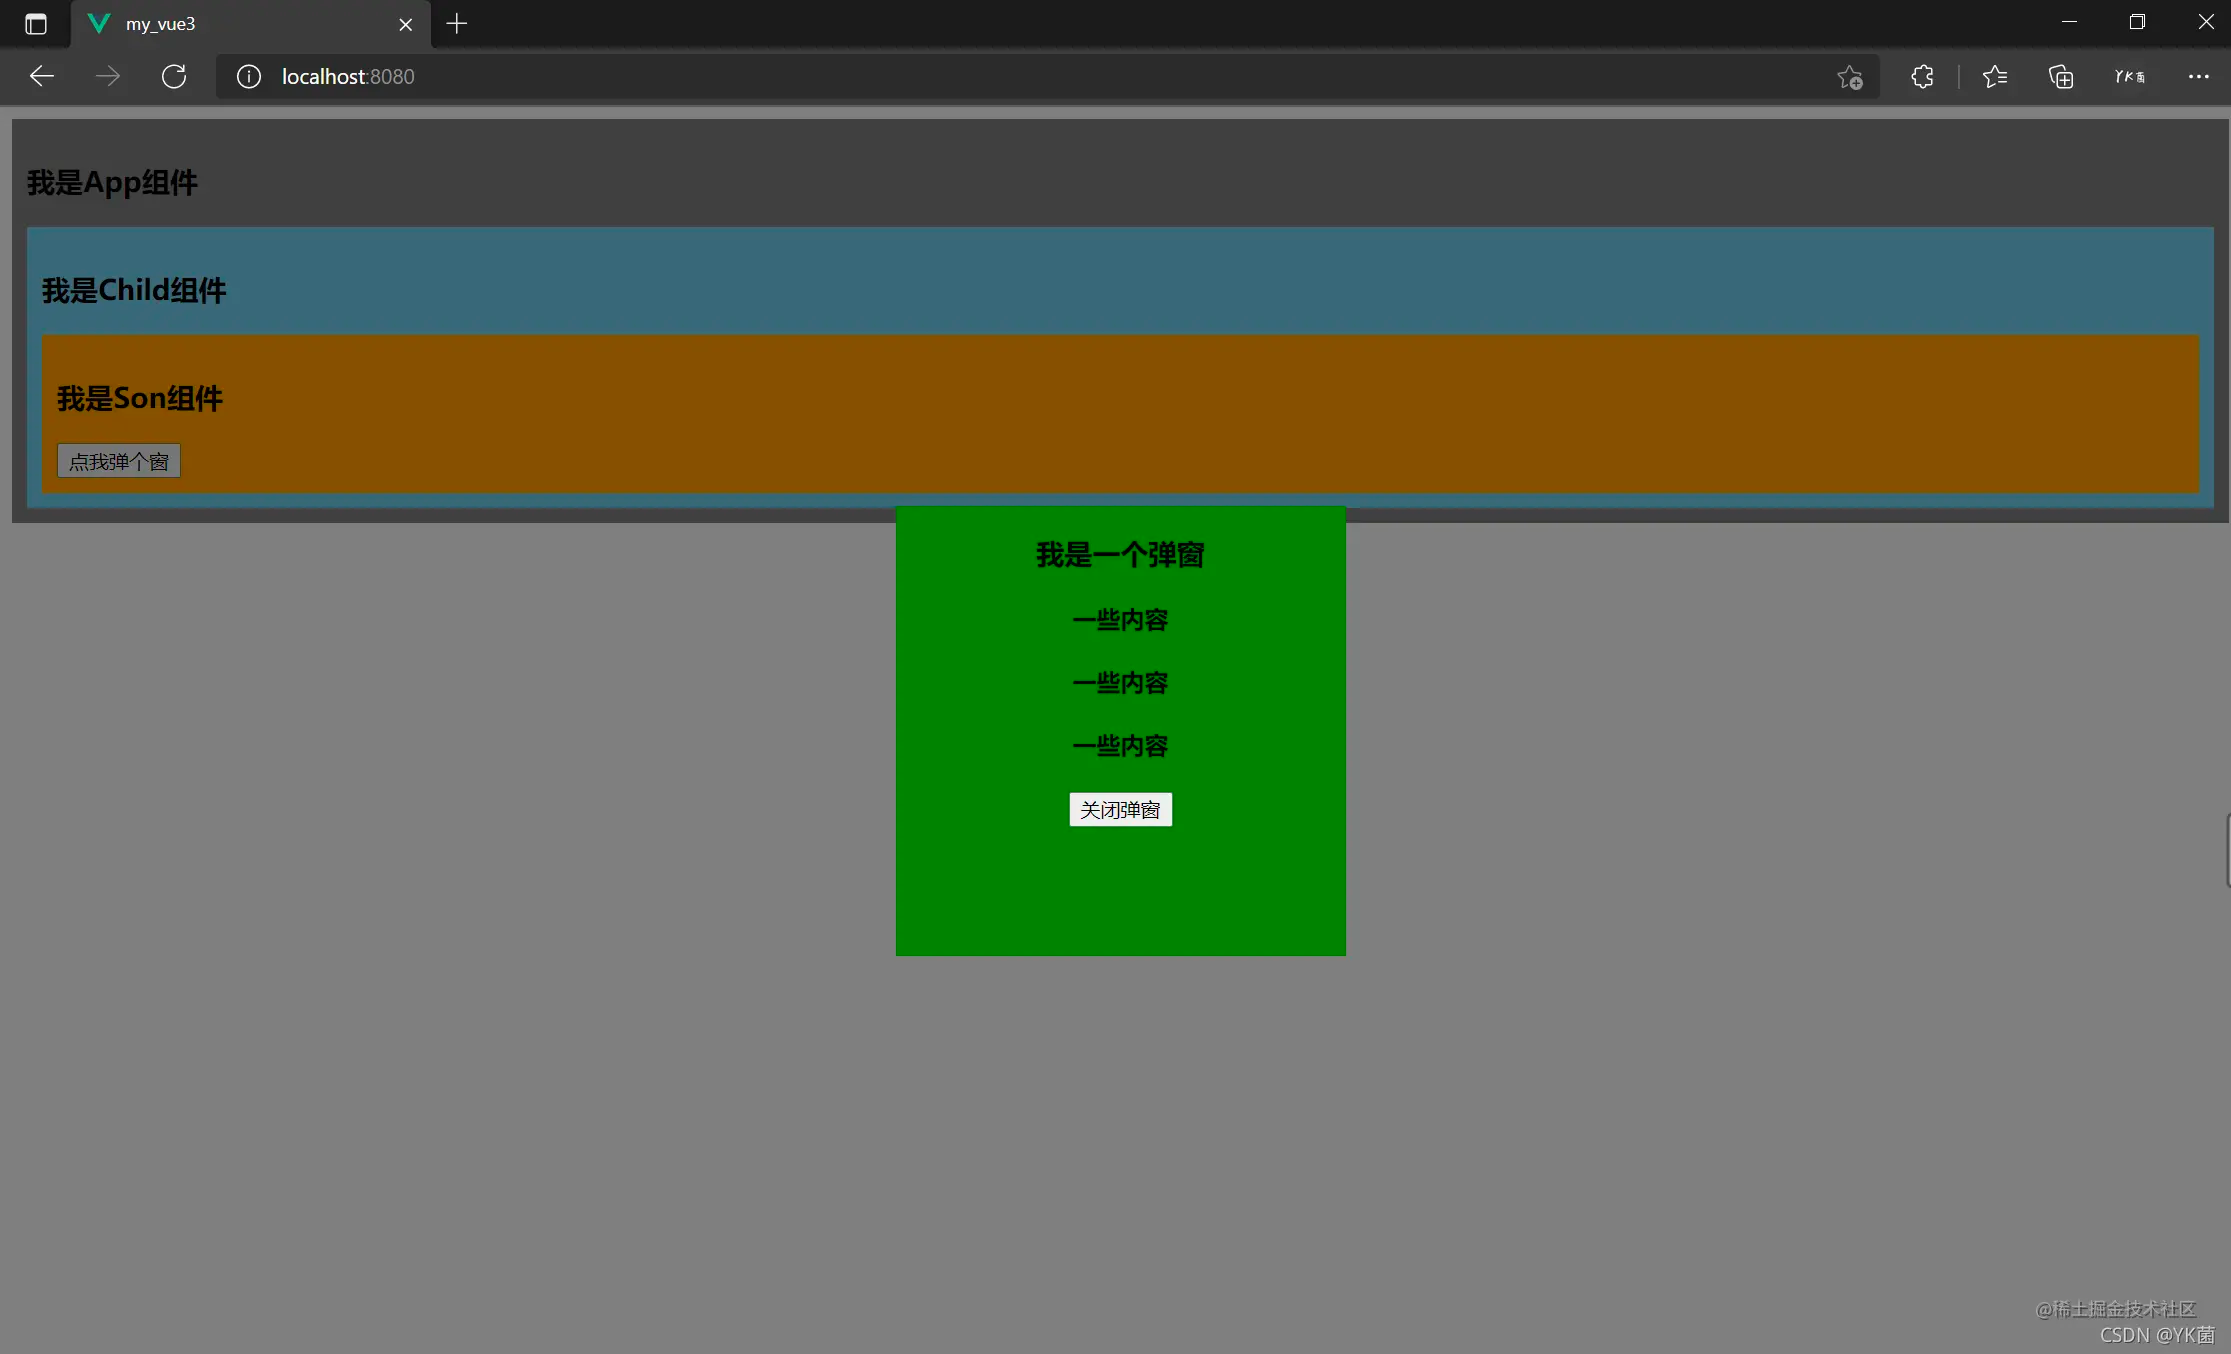 my_vue3
localhost:8080
YK菌
我是App组件
我是Child组件
我是Son组件
点我弹个窗
我是一个弹窗
一些内容
一些内容
一些内容
关闭弹窗
@稀土掘金技术社区
CSDN @YK菌